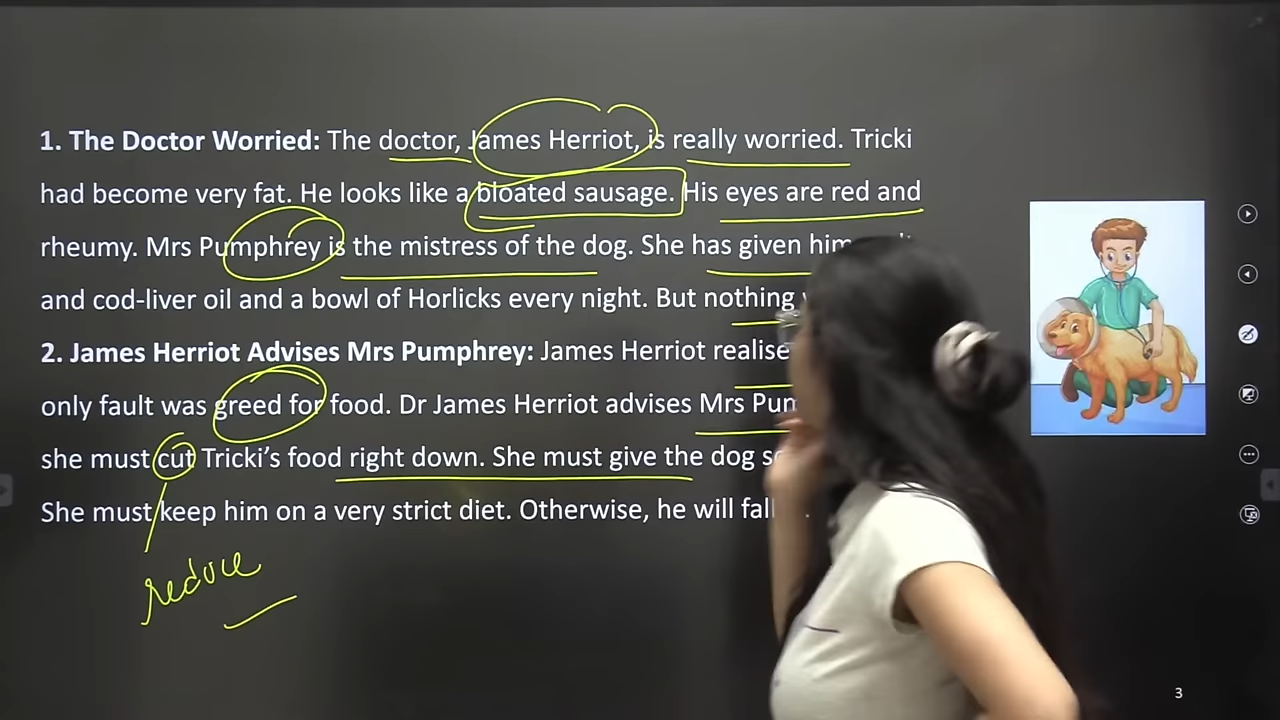 1. The Doctor Worried: The doctor, James Herriot, is really worried. Tricki
had become very fat. He looks like a bloated sausage. His eyes are red and
rheumy. Mrs Pumphrey is the mistress of the dog. She has given him
and cod-liver oil and a bowl of Horlicks every night. But nothing
2. James Herriot Advises Mrs Pumphrey: James Herriot realise
only fault was greed for food. Dr James Herriot advises Mrs Pum
she must cut Tricki's food right down. She must give the dog
She must keep him on a very strict diet. Otherwise, he will fall
reduce
3